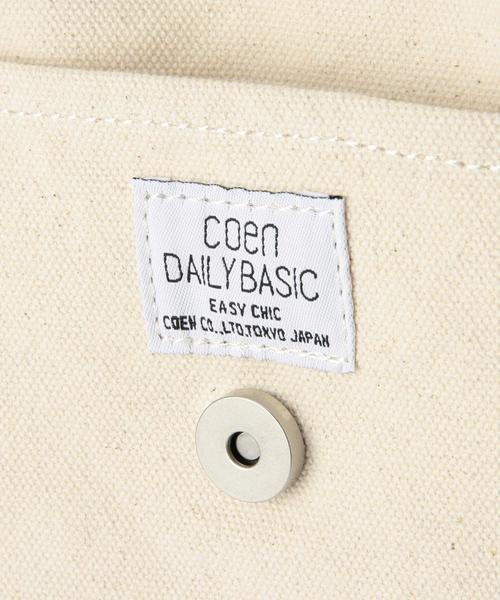 coen
DAILY BASIC
EASY CHIC
COEN CO.,LTD.TOKYO JAPAN